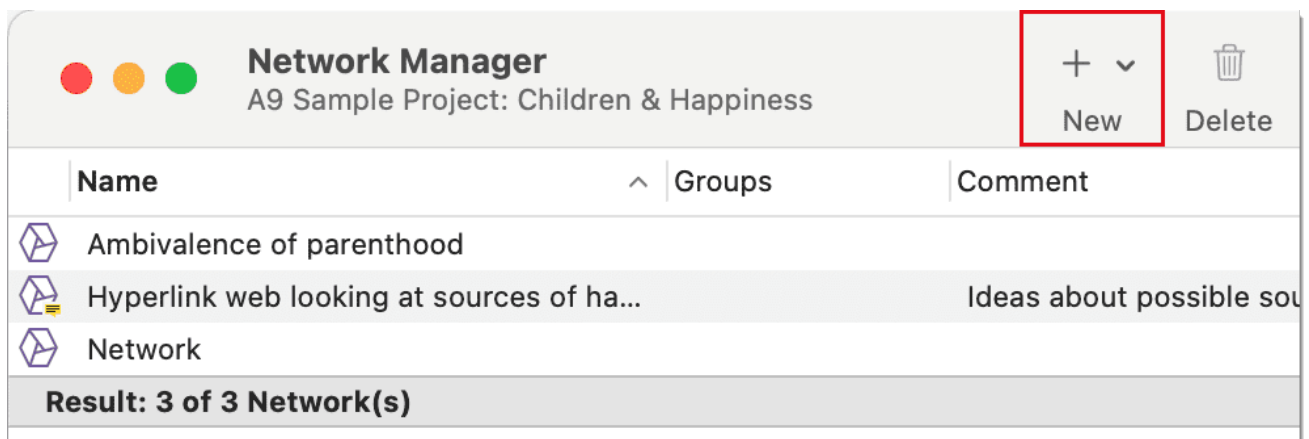 Network Manager
A9 Sample Project: Children & Happiness
New
Delete
Name Groups Comment
Ambivalence of parenthood
Hyperlink web looking at sources of ha... Ideas about possible sou
Network
Result: 3 of 3 Network(s)